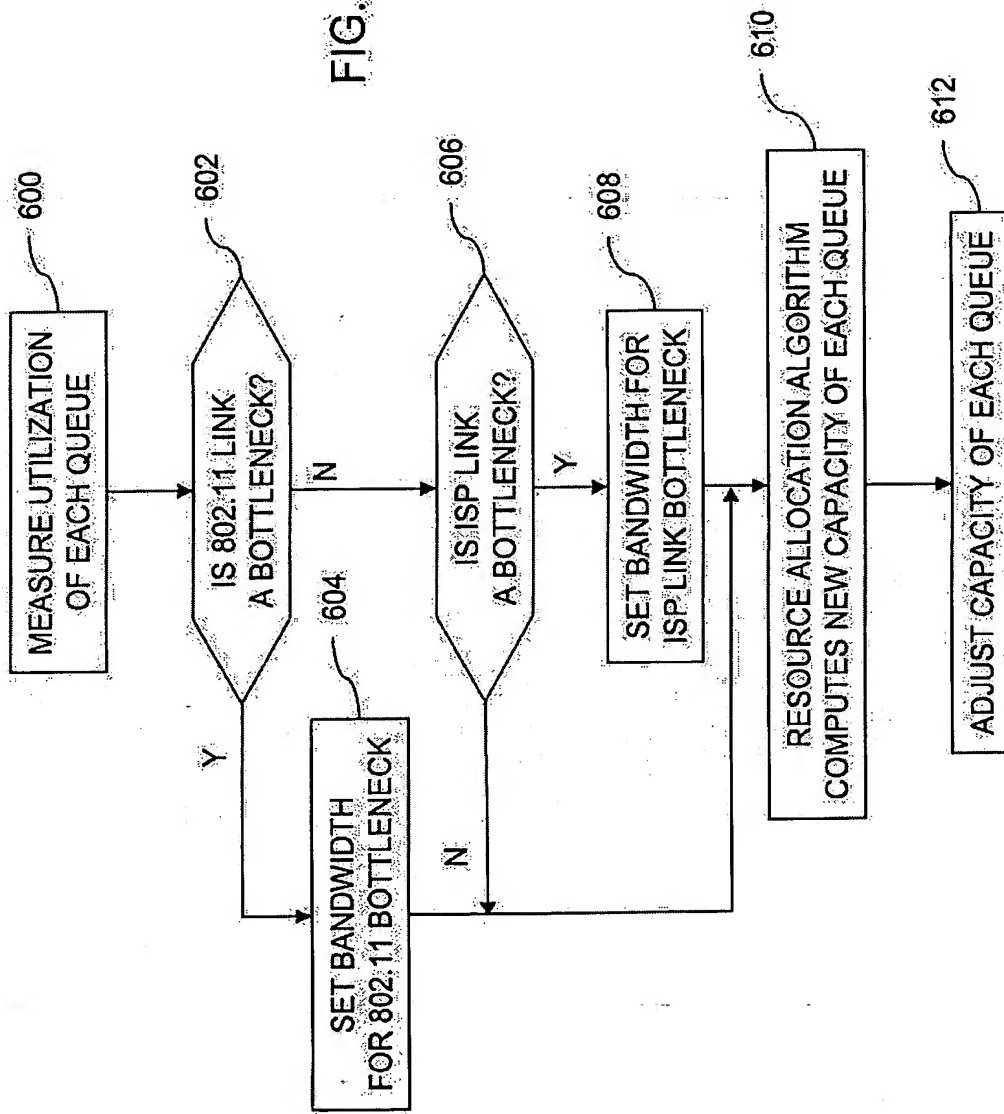 FIG.
600
MEASURE UTILIZATION
OF EACH QUEUE
602
IS 802.11 LINK
A BOTTLENECK?
Y
N
604
SET BANDWIDTH
FOR 802.11 BOTTLENECK
606
IS ISP LINK
A BOTTLENECK?
N
Y
608
SET BANDWIDTH FOR
ISP LINK BOTTLENECK
610
RESOURCE ALLOCATION ALGORITHM
COMPUTES NEW CAPACITY OF EACH QUEUE
612
ADJUST CAPACITY OF EACH QUEUE